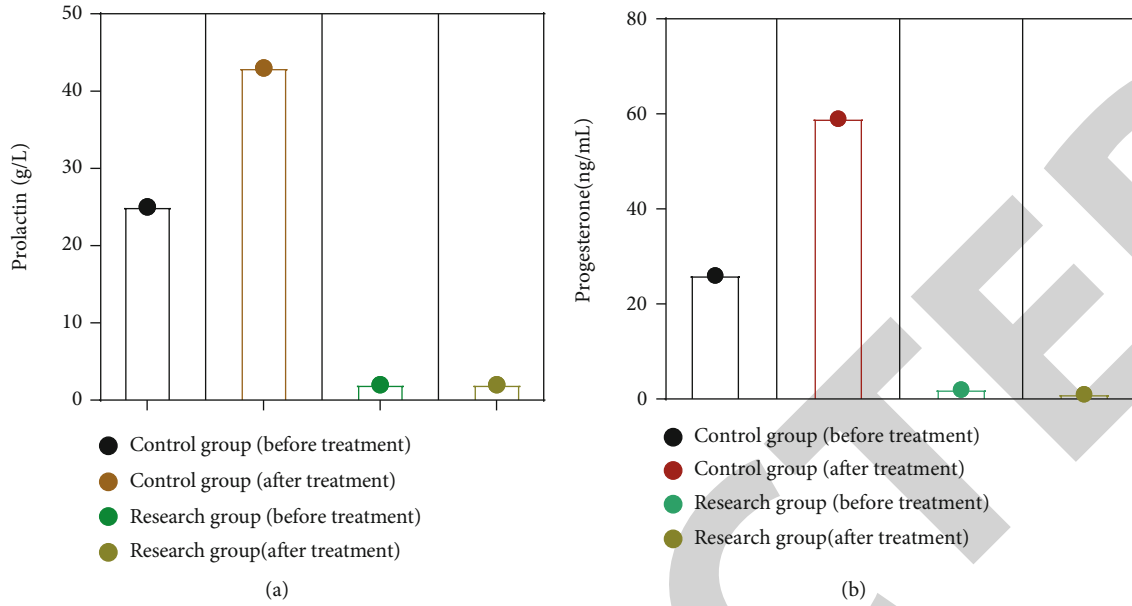 50
40
30
20
10
0
Prolactin (g/L)
Control group (before treatment)
Control group (after treatment)
Research group (before treatment)
Research group(after treatment)
(a)
80
60
40
20
0
Progesterone(ng/mL)
Control group (before treatment)
Control group (after treatment)
Research group (before treatment)
Research group(after treatment)
(b)
CTE